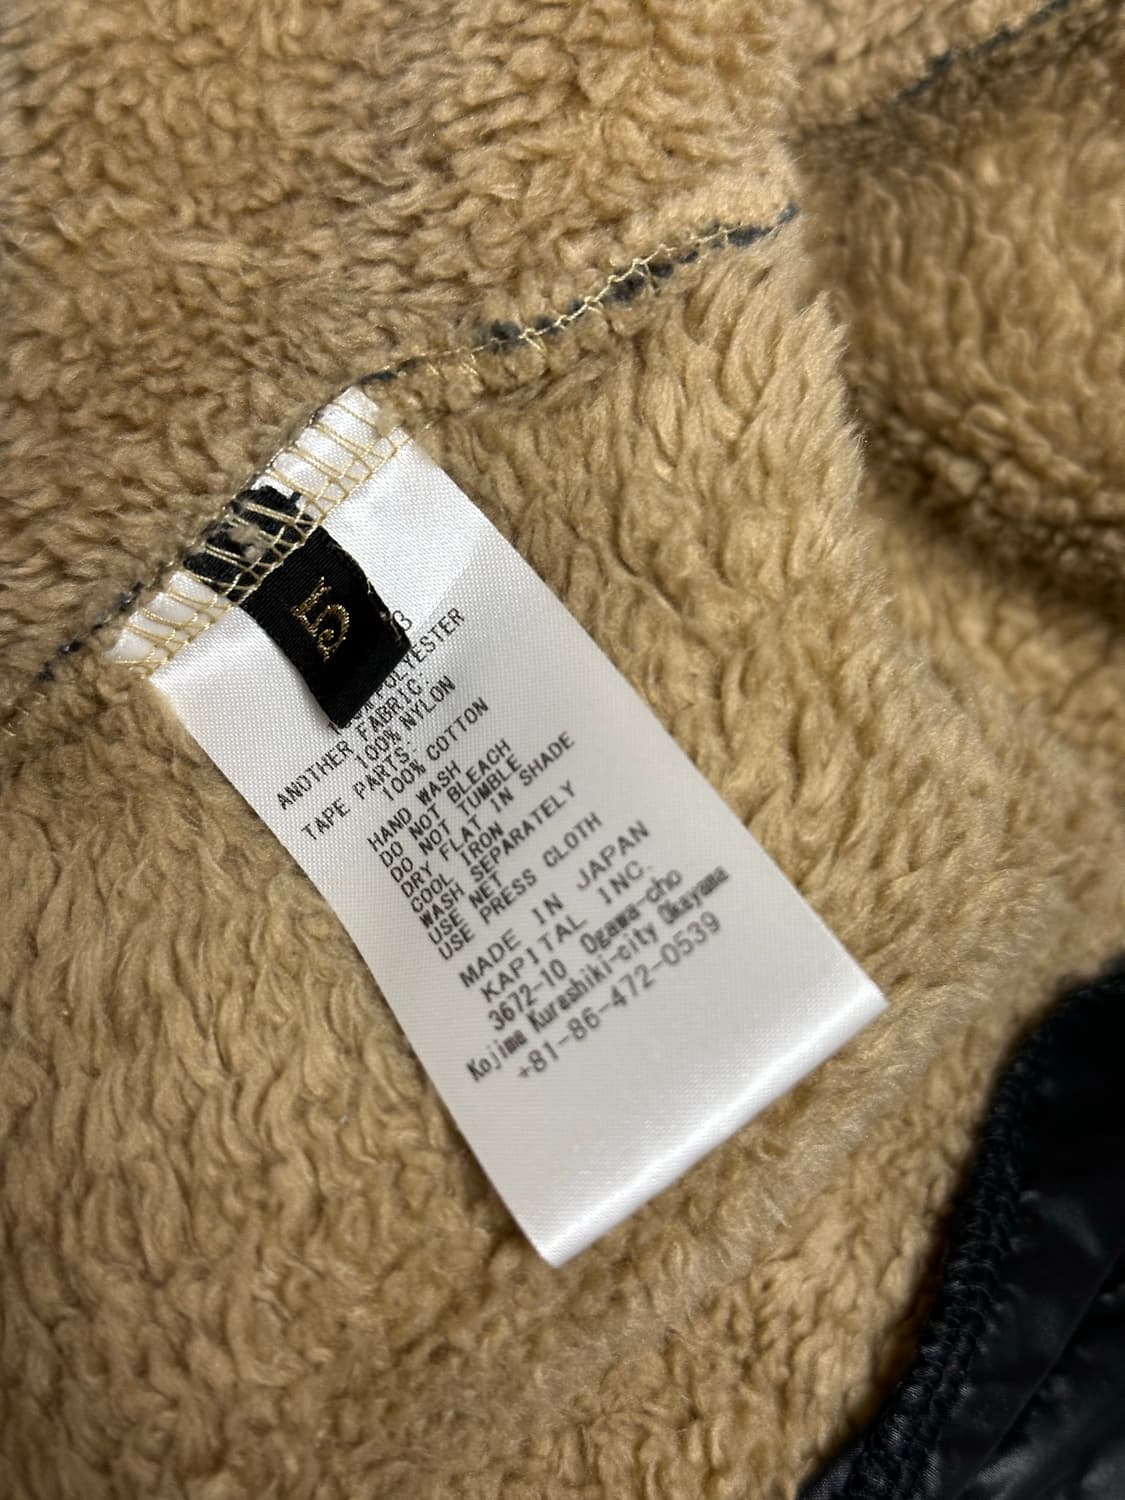 5
3
POLYESTER
ANOTHER FABRIC:
100% NYLON
TAPE PARTS:
100% COTTON
HAND WASH
DO NOT BLEACH
DO NOT TUMBLE
DRY FLAT IN SHADE
COOL IRON
WASH SEPARATELY
USE NET
USE PRESS CLOTH
MADE IN JAPAN
KAPITAL INC.
3672-10 Ogawa-cho
Kojima Kurashiki-city Okayama
+81-86-472-0539